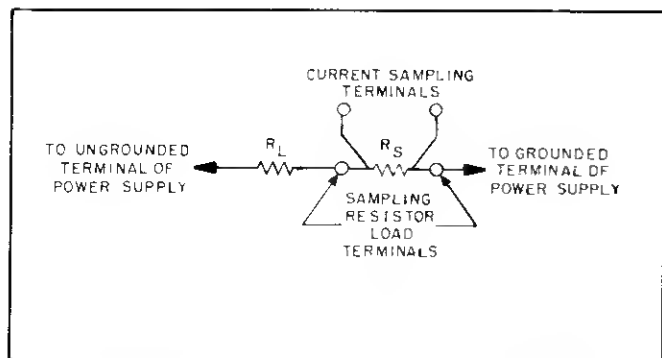 CURRENT SAMPLING
TERMINALS
TO UNGROUNDED
TERMINAL OF
POWER SUPPLY
R_L
R_S
TO GROUNDED
TERMINAL OF
POWER SUPPLY
SAMPLING
RESISTOR
LOAD
TERMINALS